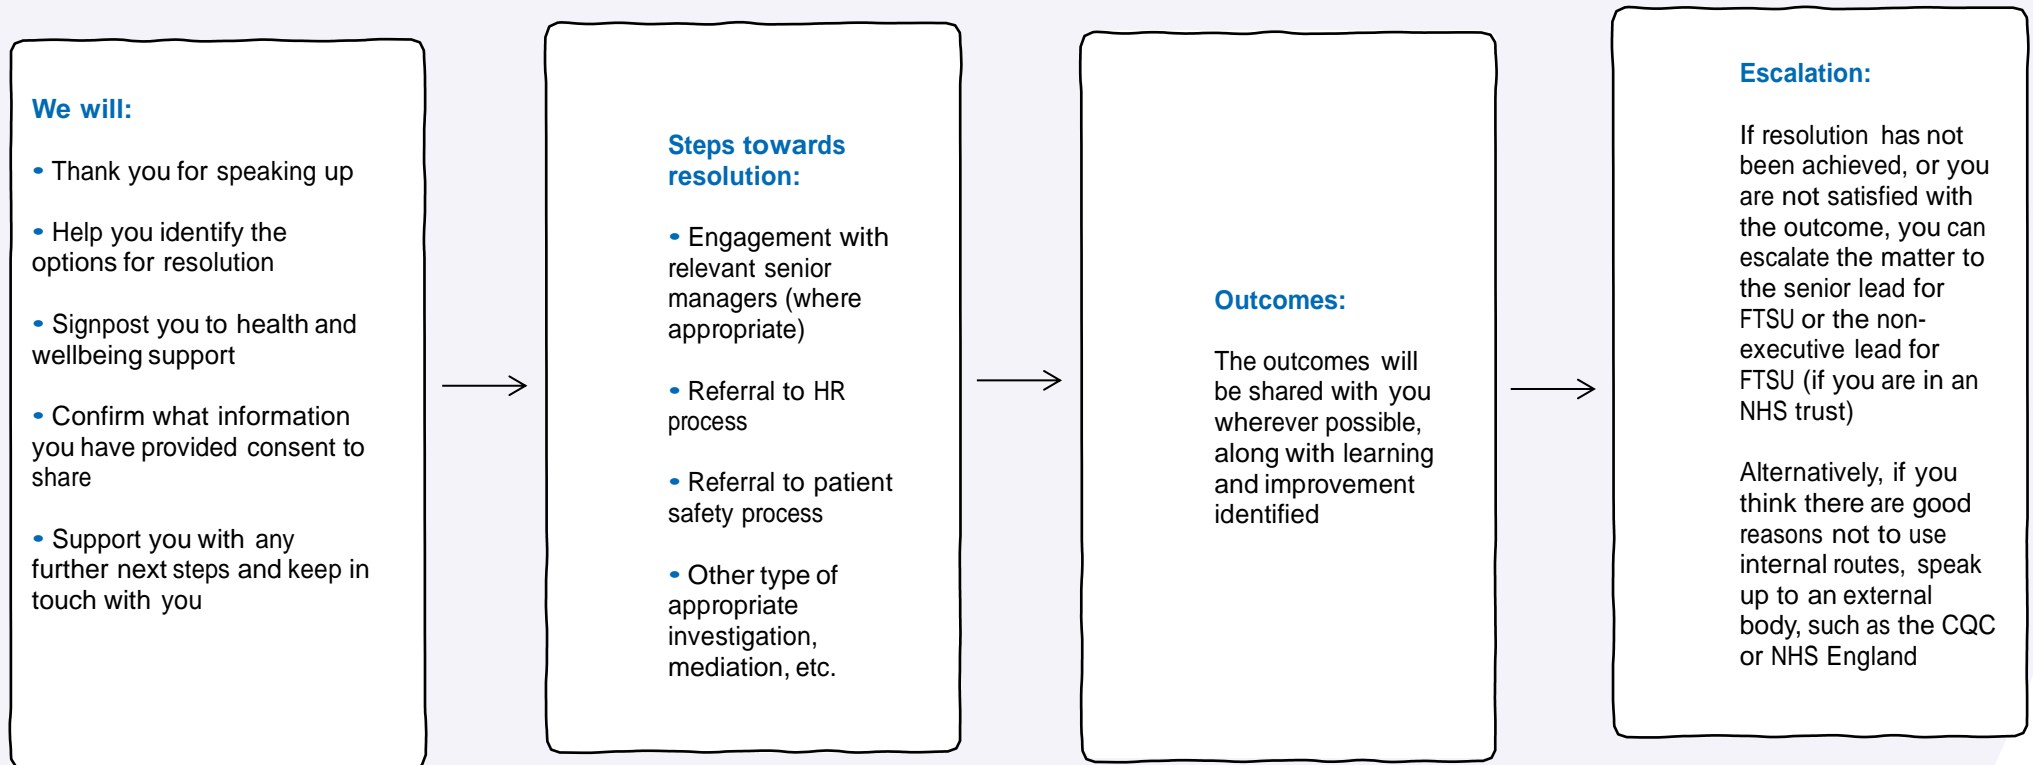 We will:
• Thank you for speaking up
• Help you identify the
options for resolution
• Signpost you to health and
wellbeing support
• Confirm what information
you have provided consent to
share
• Support you with any
further next steps and keep in
touch with you
Steps towards
resolution:
• Engagement with
relevant senior
managers (where
appropriate)
• Referral to HR
process
• Referral to patient
safety process
• Other type of
appropriate
investigation,
mediation, etc.
Outcomes:
The outcomes will
be shared with you
wherever possible,
along with learning
and improvement
identified
Escalation:
If resolution has not
been achieved, or you
are not satisfied with
the outcome, you can
escalate the matter to
the senior lead for
FTSU or the non-
executive lead for
FTSU (if you are in an
NHS trust)
Alternatively, if you
think there are good
reasons not to use
internal routes, speak
up to an external
body, such as the CQC
or NHS England